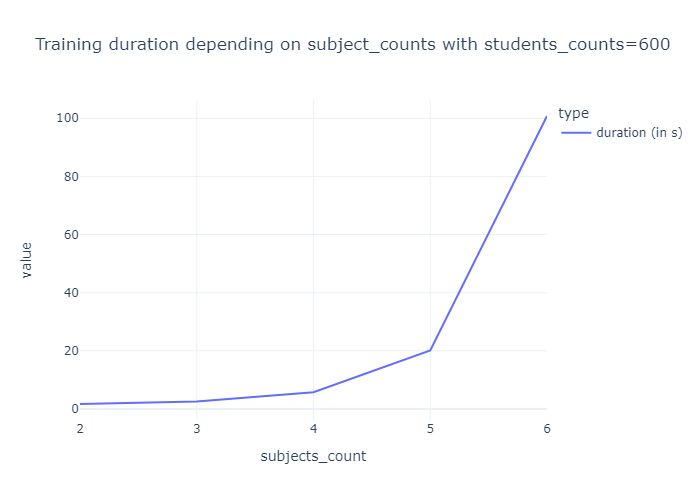 Training duration depending on subject_counts with students_counts=600
type
duration (in s)
100
80
60
40
20
0
value
2 3 4 5 6
subjects_count